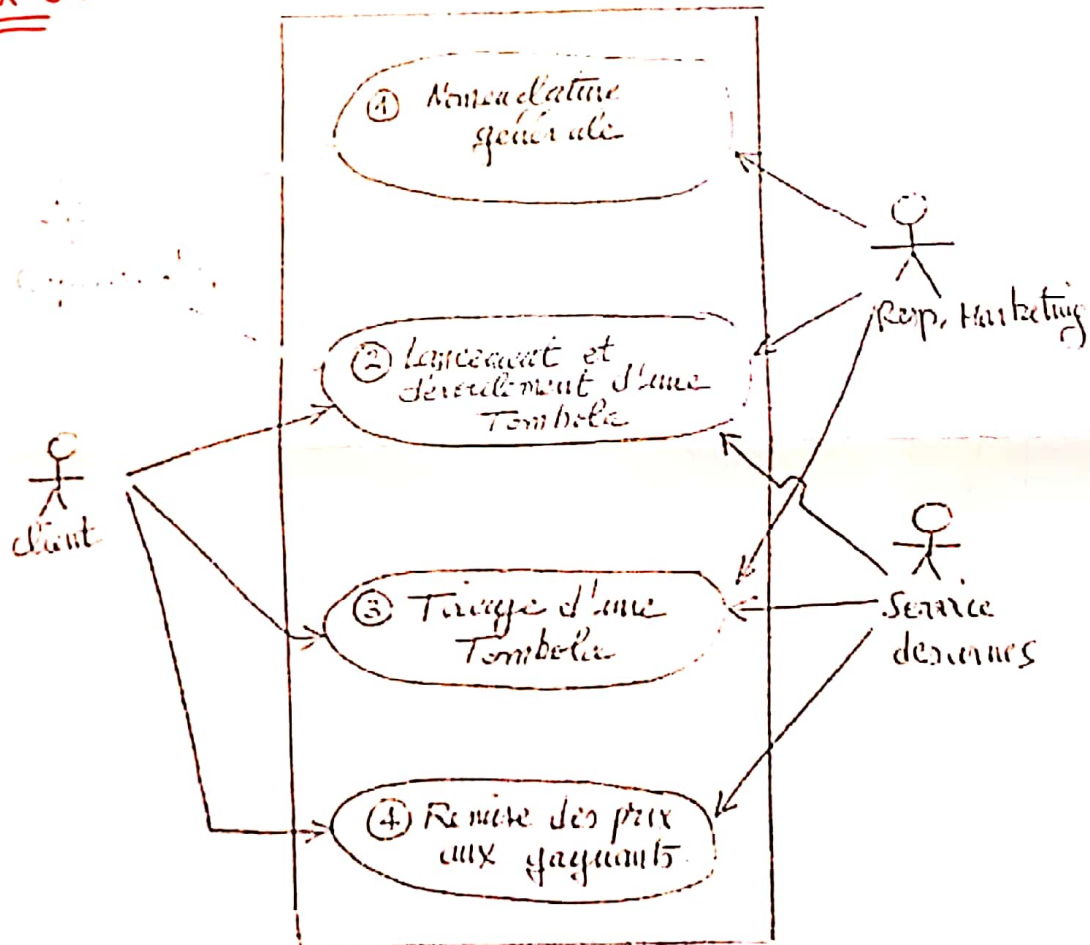 ① Nomenclature
générale
Resp. Marketing
② Lancement et
déroulement d'une
Tombola
client
③ Tirage d'une
Tombola
Service
des urnes
④ Remise des prix
aux gagnants